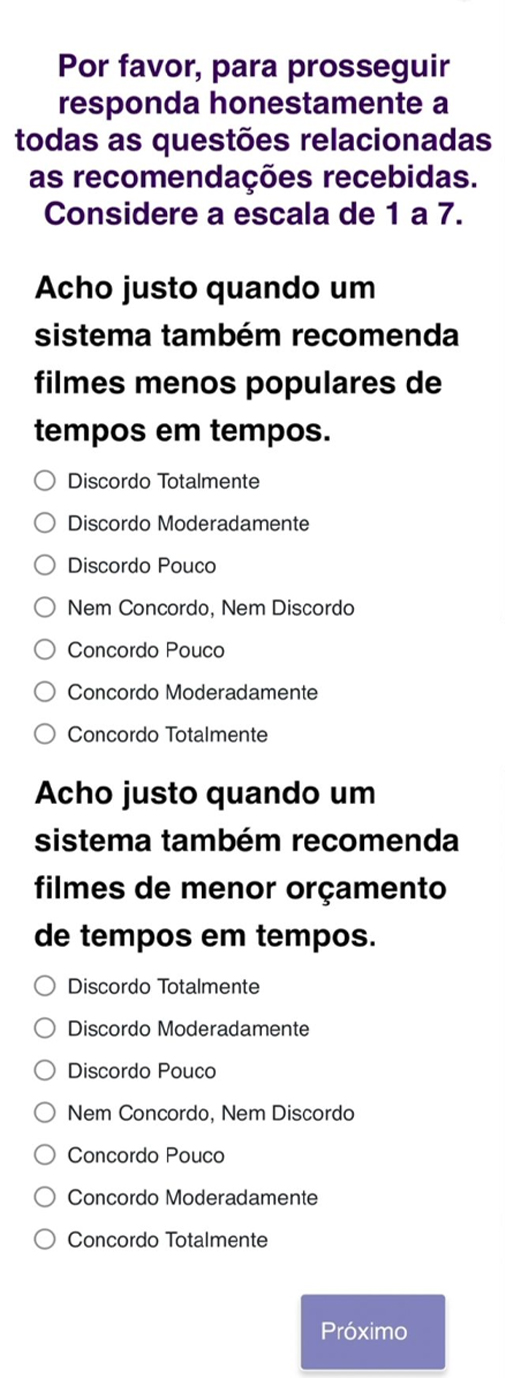 Por favor, para prosseguir
responda honestamente a
todas as questões relacionadas
as recomendações recebidas.
Considere a escala de 1 a 7.
Acho justo quando um
sistema também recomenda
filmes menos populares de
tempos em tempos.
Discordo Totalmente
Discordo Moderadamente
Discordo Pouco
Nem Concordo, Nem Discordo
Concordo Pouco
Concordo Moderadamente
Concordo Totalmente
Acho justo quando um
sistema também recomenda
filmes de menor orçamento
de tempos em tempos.
Discordo Totalmente
Discordo Moderadamente
Discordo Pouco
Nem Concordo, Nem Discordo
Concordo Pouco
Concordo Moderadamente
Concordo Totalmente
Próximo